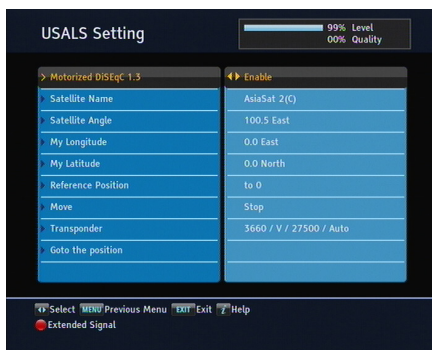 USALS Setting
99% Level
00% Quality
> Motorized DiSEqC 1.3 Enable
Satellite Name AsiaSat 2(C)
Satellite Angle 100.5 East
My Longitude 0.0 East
My Latitude 0.0 North
Reference Position to 0
Move Stop
Transponder 3660 / V / 27500 / Auto
Goto the position
Select MENU Previous Menu EXIT Exit ? Help
Extended Signal